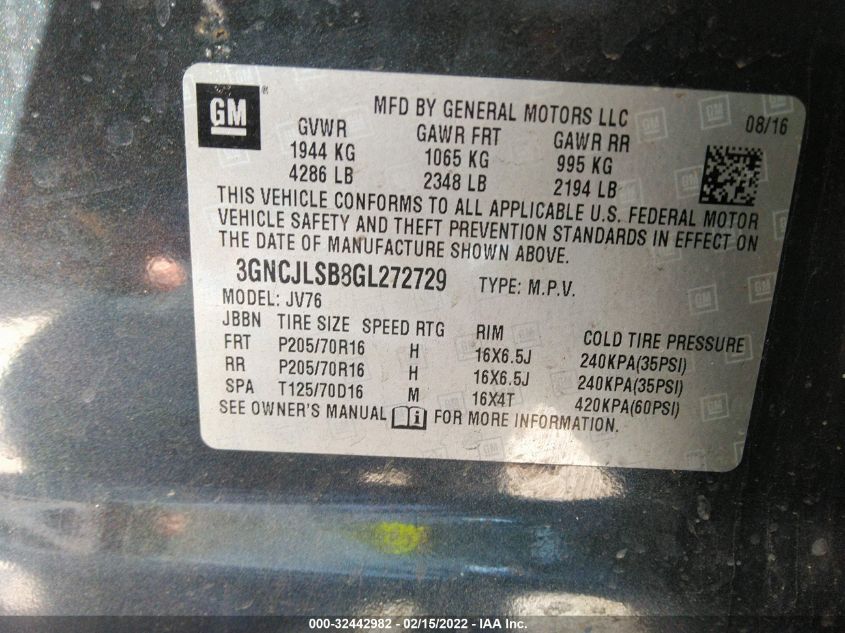 GM ®
MFD BY GENERAL MOTORS LLC
08/16
GVWR GAWR FRT GAWR RR
1944 KG 1065 KG 995 KG
4286 LB 2348 LB 2194 LB
THIS VEHICLE CONFORMS TO ALL APPLICABLE U.S. FEDERAL MOTOR
VEHICLE SAFETY AND THEFT PREVENTION STANDARDS IN EFFECT ON
THE DATE OF MANUFACTURE SHOWN ABOVE.
3GNCJLSB8GL272729 TYPE: M.P.V.
MODEL: JV76
JBBN TIRE SIZE SPEED RTG RIM COLD TIRE PRESSURE
FRT P205/70R16 H 16X6.5J 240KPA(35PSI)
RR P205/70R16 H 16X6.5J 240KPA(35PSI)
SPA T125/70D16 M 16X4T 420KPA(60PSI)
SEE OWNER'S MANUAL i FOR MORE INFORMATION.
000-32442982 - 02/15/2022 - IAA Inc.